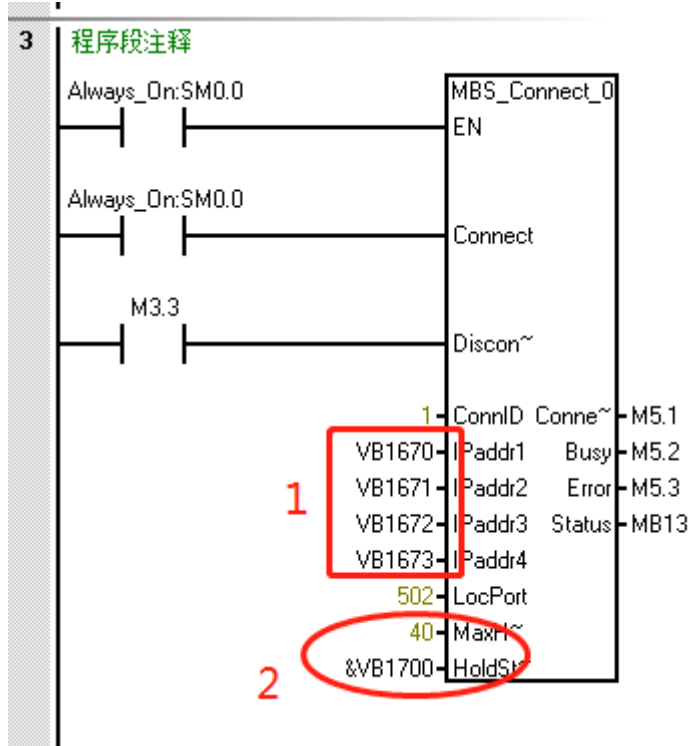 3 程序段注释
Always_On:SM0.0 MBS_Connect_0
EN
Always_On:SM0.0
Connect
M3.3
Discon~
1 ConnID Conne~ M5.1
VB1670 IPaddr1 Busy M5.2
1 VB1671 IPaddr2 Error M5.3
VB1672 IPaddr3 Status MB13
VB1673 IPaddr4
502 LocPort
40 MaxH~
&VB1700 HoldSt~
2